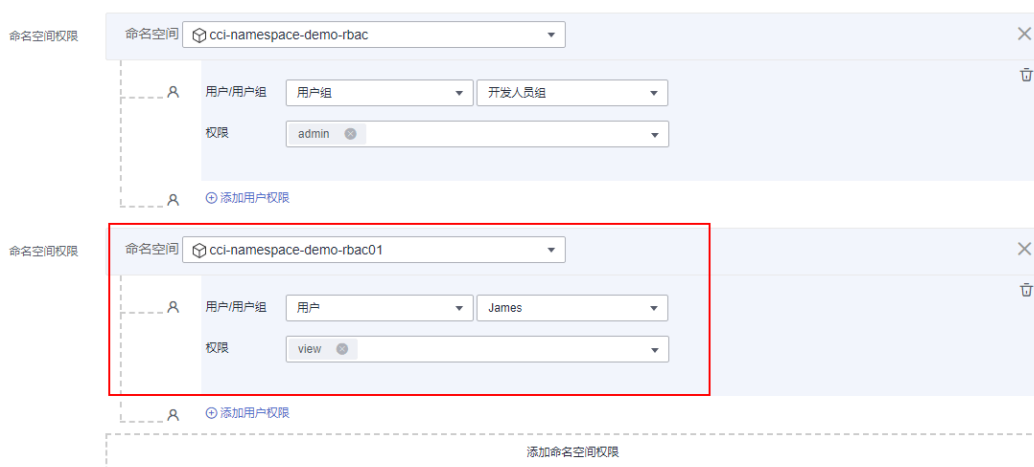 命名空间权限 命名空间 cci-namespace-demo-rbac
用户/用户组 用户组 开发人员组
权限 admin
添加用户权限
命名空间权限 命名空间 cci-namespace-demo-rbac01
用户/用户组 用户 James
权限 view
添加用户权限
添加命名空间权限